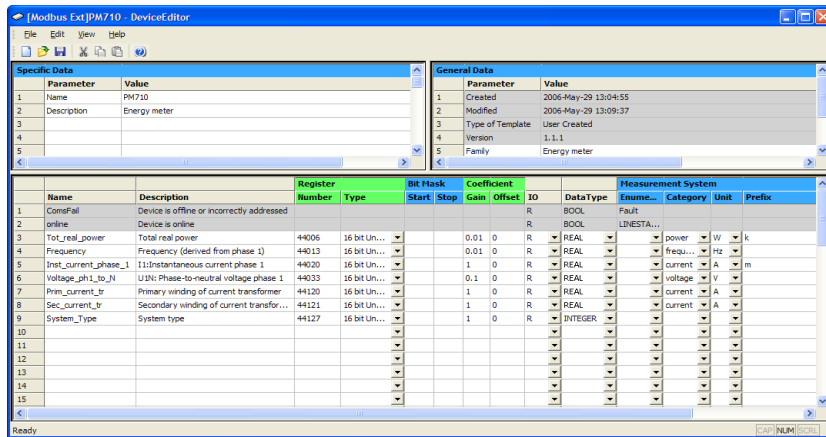 [Modbus Ext]PM710 - DeviceEditor
File Edit View Help
Specific Data
Parameter Value
1 Name PM710
2 Description Energy meter
3
4
5
General Data
Parameter Value
1 Created 2006-May-29 13:04:55
2 Modified 2006-May-29 13:09:37
3 Type of Template User Created
4 Version 1.1.1
5 Family Energy meter
Register Bit Mask Coefficient Measurement System
Name Description Number Type Start Stop Gain Offset IO DataType Enume... Category Unit Prefix
1 ComsFail Device is offline or incorrectly addressed R BOOL Fault
2 online Device is online R BOOL LINESTA...
3 Tot_real_power Total real power 44006 16 bit Un... 0.01 0 R REAL power W k
4 Frequency Frequency (derived from phase 1) 44013 16 bit Un... 0.01 0 R REAL frequ... Hz
5 Inst_current_phase_1 I1:Instantaneous current phase 1 44020 16 bit Un... 1 0 R REAL current A m
6 Voltage_ph1_to_N U1N: Phase-to-neutral voltage phase 1 44033 16 bit Un... 0.1 0 R REAL voltage V
7 Prim_current_tr Primary winding of current transformer 44120 16 bit Un... 1 0 R REAL current A
8 Sec_current_tr Secondary winding of current transfor... 44121 16 bit Un... 1 0 R REAL current A
9 System_Type System type 44127 16 bit Un... 1 0 R INTEGER
10
11
12
13
14
15
Ready CAP NUM SCRL